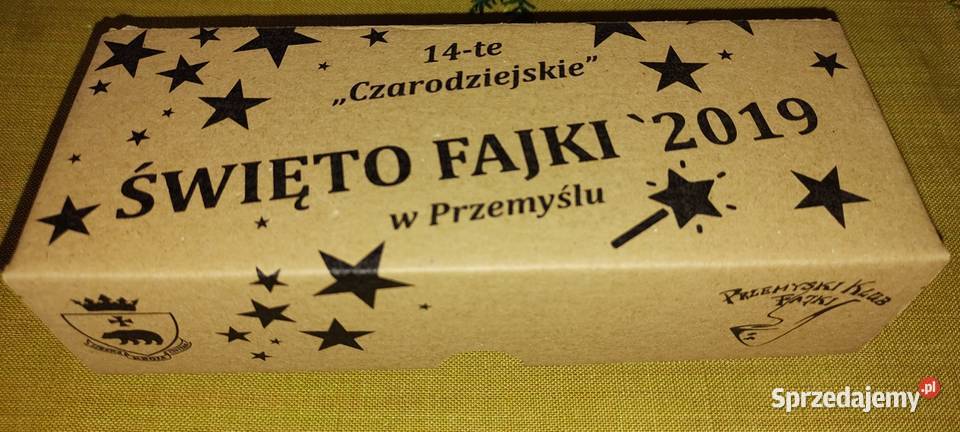 14-te
„Czarodziejskie”
ŚWIĘTO FAJKI `2019
w Przemyślu
PRZEMYSKI KLUB
FAJKI
Sprzedajemy.pl